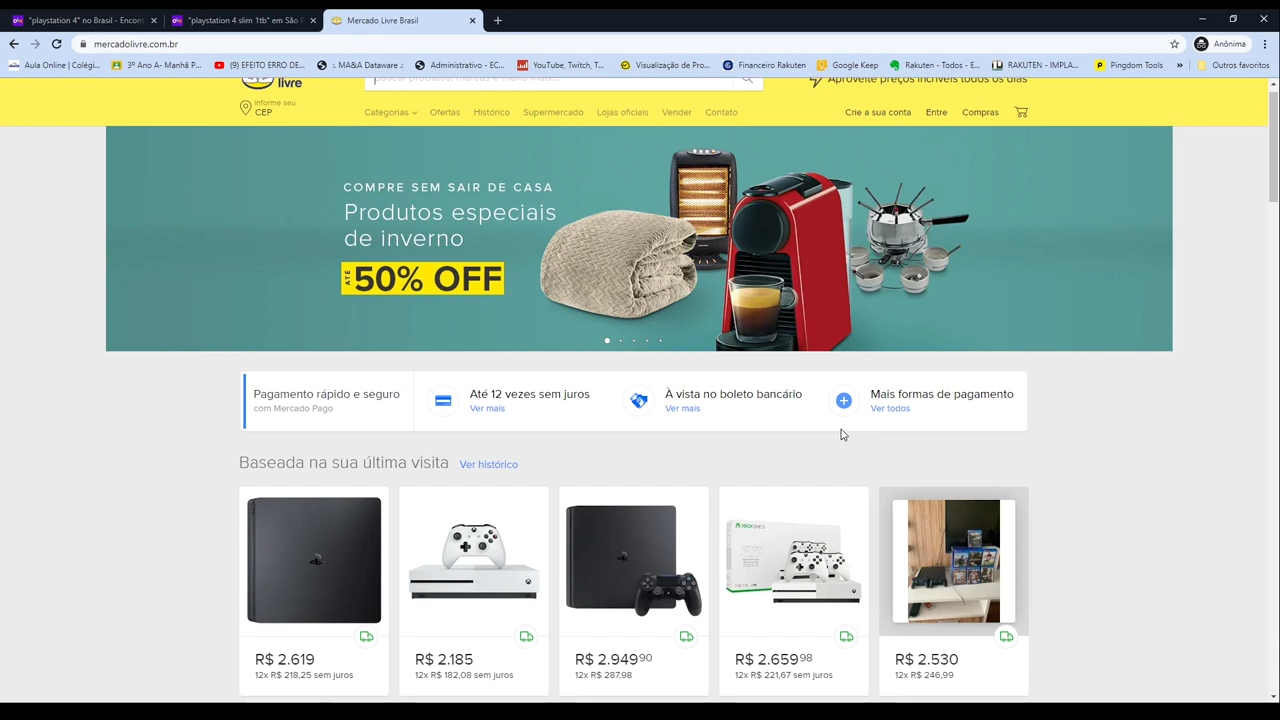 "playstation 4" no Brasil - Encont
"playstation 4 slim 1tb" em São P
Mercado Livre Brasil
mercadolivre.com.br
Anônima
Aula Online | Colégi...
3º Ano A- Manhã P...
(9) EFEITO ERRO DE...
:. MA&A Dataware .:
Administrativo - EC...
YouTube, Twitch, T...
Visualização de Pro...
Financeiro Rakuten
Google Keep
Rakuten - Todos - E...
RAKUTEN - IMPLA...
Pingdom Tools
»
Outros favoritos
livre
buscar produtos, marcas e muito mais...
Aproveite preços incríveis todos os dias
Informe seu
CEP
Categorias
Ofertas
Histórico
Supermercado
Lojas oficiais
Vender
Contato
Crie a sua conta
Entre
Compras
COMPRE SEM SAIR DE CASA
Produtos especiais
de inverno
ATÉ 50% OFF
Pagamento rápido e seguro
com Mercado Pago
Até 12 vezes sem juros
Ver mais
À vista no boleto bancário
Ver mais
Mais formas de pagamento
Ver todos
Baseada na sua última visita Ver histórico
XBOX ONE S
R$ 2.619
12x R$ 218,25 sem juros
R$ 2.185
12x R$ 182,08 sem juros
R$ 2.949 90
12x R$ 287,98
R$ 2.659 98
12x R$ 221,67 sem juros
R$ 2.530
12x R$ 246,99